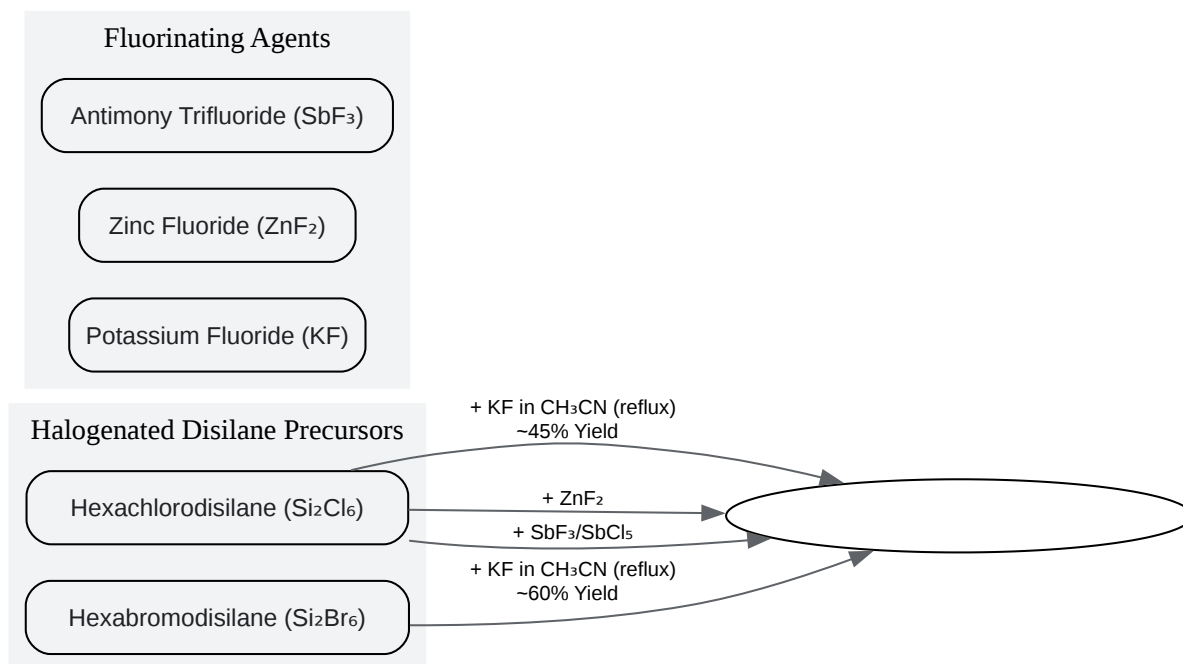 Fluorinating Agents
Antimony Trifluoride (SbF₃)
Zinc Fluoride (ZnF₂)
Potassium Fluoride (KF)
Halogenated Disilane Precursors
Hexachlorodisilane (Si₂Cl₆)
Hexabromodisilane (Si₂Br₆)
+ KF in CH₃CN (reflux)
~45% Yield
+ ZnF₂
+ SbF₃/SbCl₅
+ KF in CH₃CN (reflux)
~60% Yield